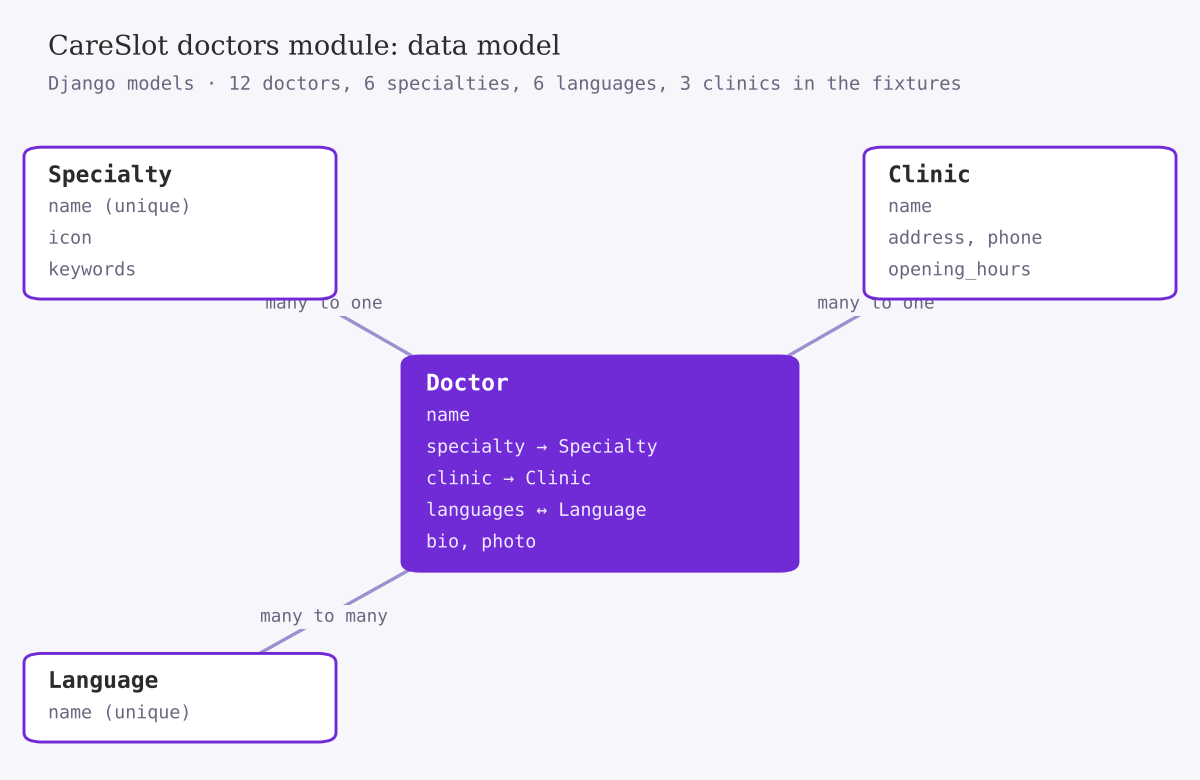 CareSlot doctors module: data model
Django models · 12 doctors, 6 specialties, 6 languages, 3 clinics in the fixtures
Specialty
name (unique)
icon
keywords
Clinic
name
address, phone
opening_hours
many to one
many to one
Doctor
name
specialty → Specialty
clinic → Clinic
languages ↔ Language
bio, photo
many to many
Language
name (unique)